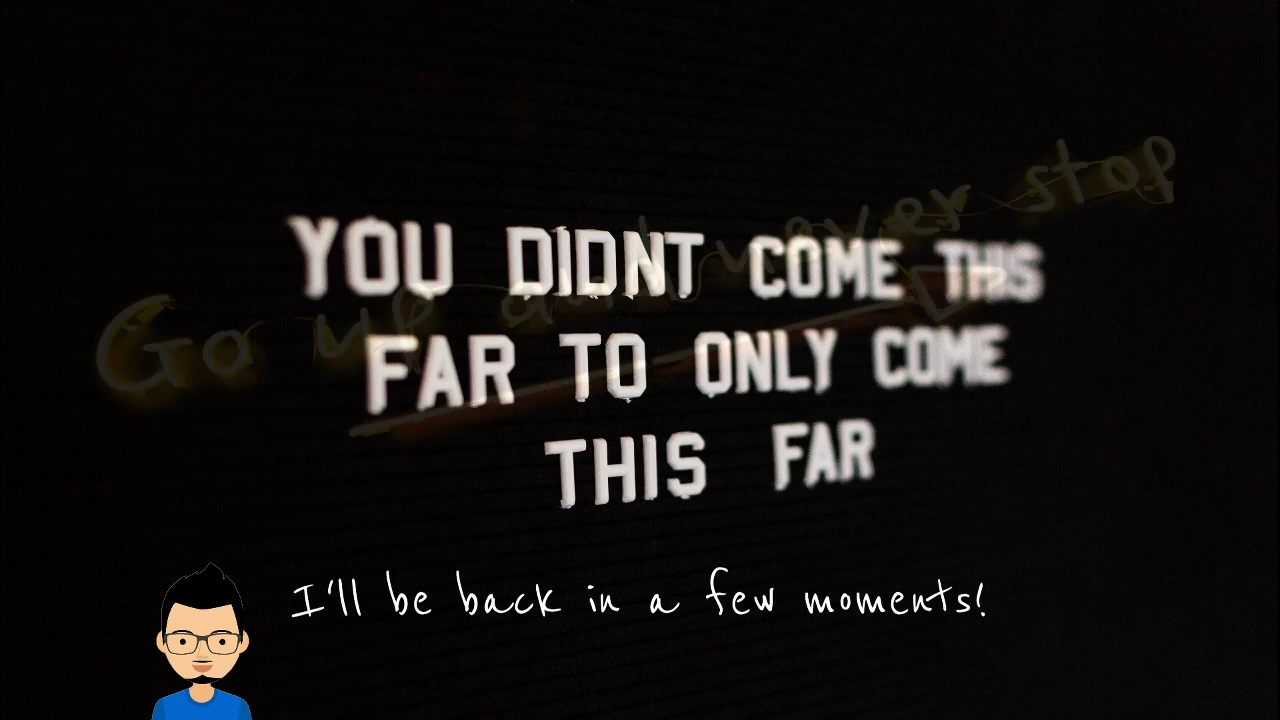 YOU DIDNT COME THIS
FAR TO ONLY COME
THIS FAR
Go up and never stop
I'll be back in a few moments!